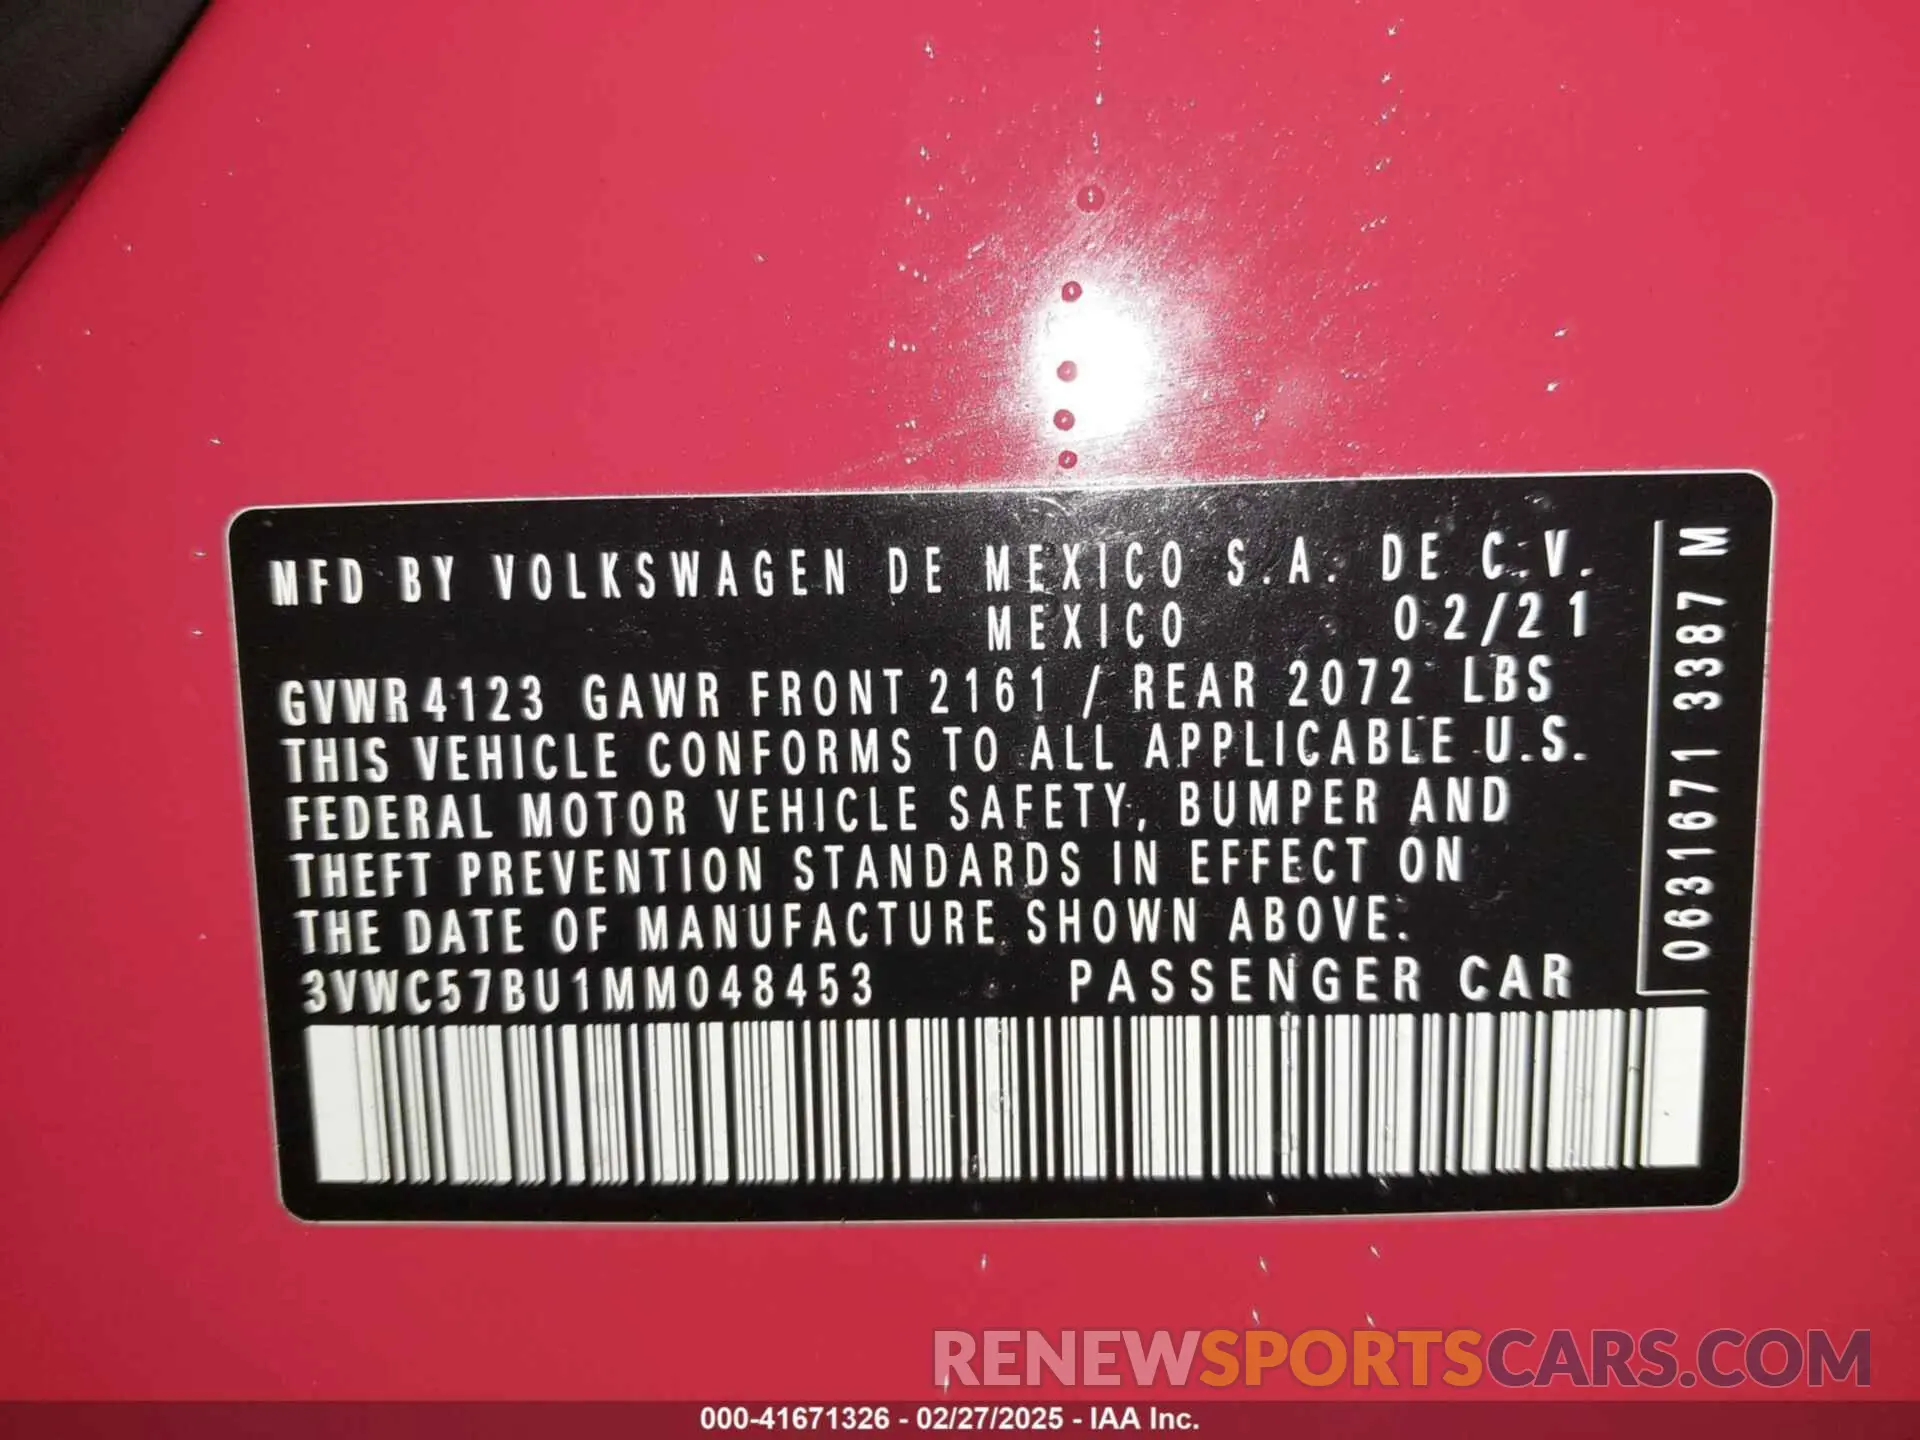 MFD BY VOLKSWAGEN DE MEXICO S.A. DE C.V.
MEXICO 02/21
GVWR 4123 GAWR FRONT 2161 / REAR 2072 LBS
THIS VEHICLE CONFORMS TO ALL APPLICABLE U.S.
FEDERAL MOTOR VEHICLE SAFETY, BUMPER AND
THEFT PREVENTION STANDARDS IN EFFECT ON
THE DATE OF MANUFACTURE SHOWN ABOVE.
3VWC57BU1MM048453 PASSENGER CAR
0631671 3387 M
RENEWSPORTSCARS.COM
000-41671326 - 02/27/2025 - IAA Inc.